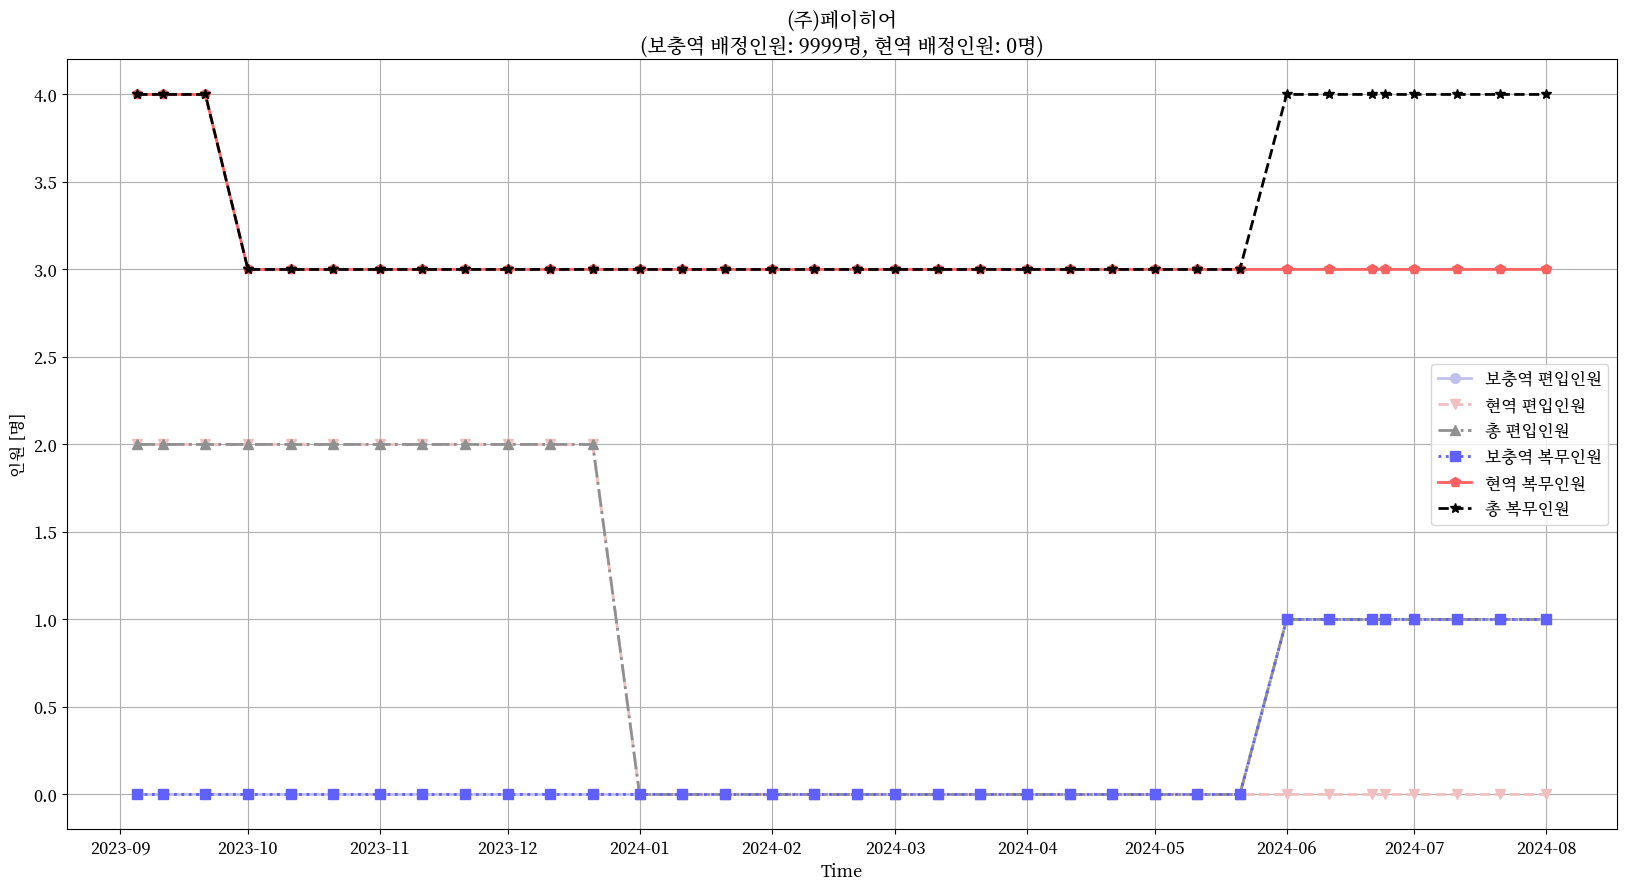 (주)페이히어
(보충역 배정인원: 9999명, 현역 배정인원: 0명)
인원 [명]
4.0
3.5
3.0
2.5
2.0
1.5
1.0
0.5
0.0
보충역 편입인원
현역 편입인원
총 편입인원
보충역 복무인원
현역 복무인원
총 복무인원
2023-09 2023-10 2023-11 2023-12 2024-01 2024-02 2024-03 2024-04 2024-05 2024-06 2024-07 2024-08
Time